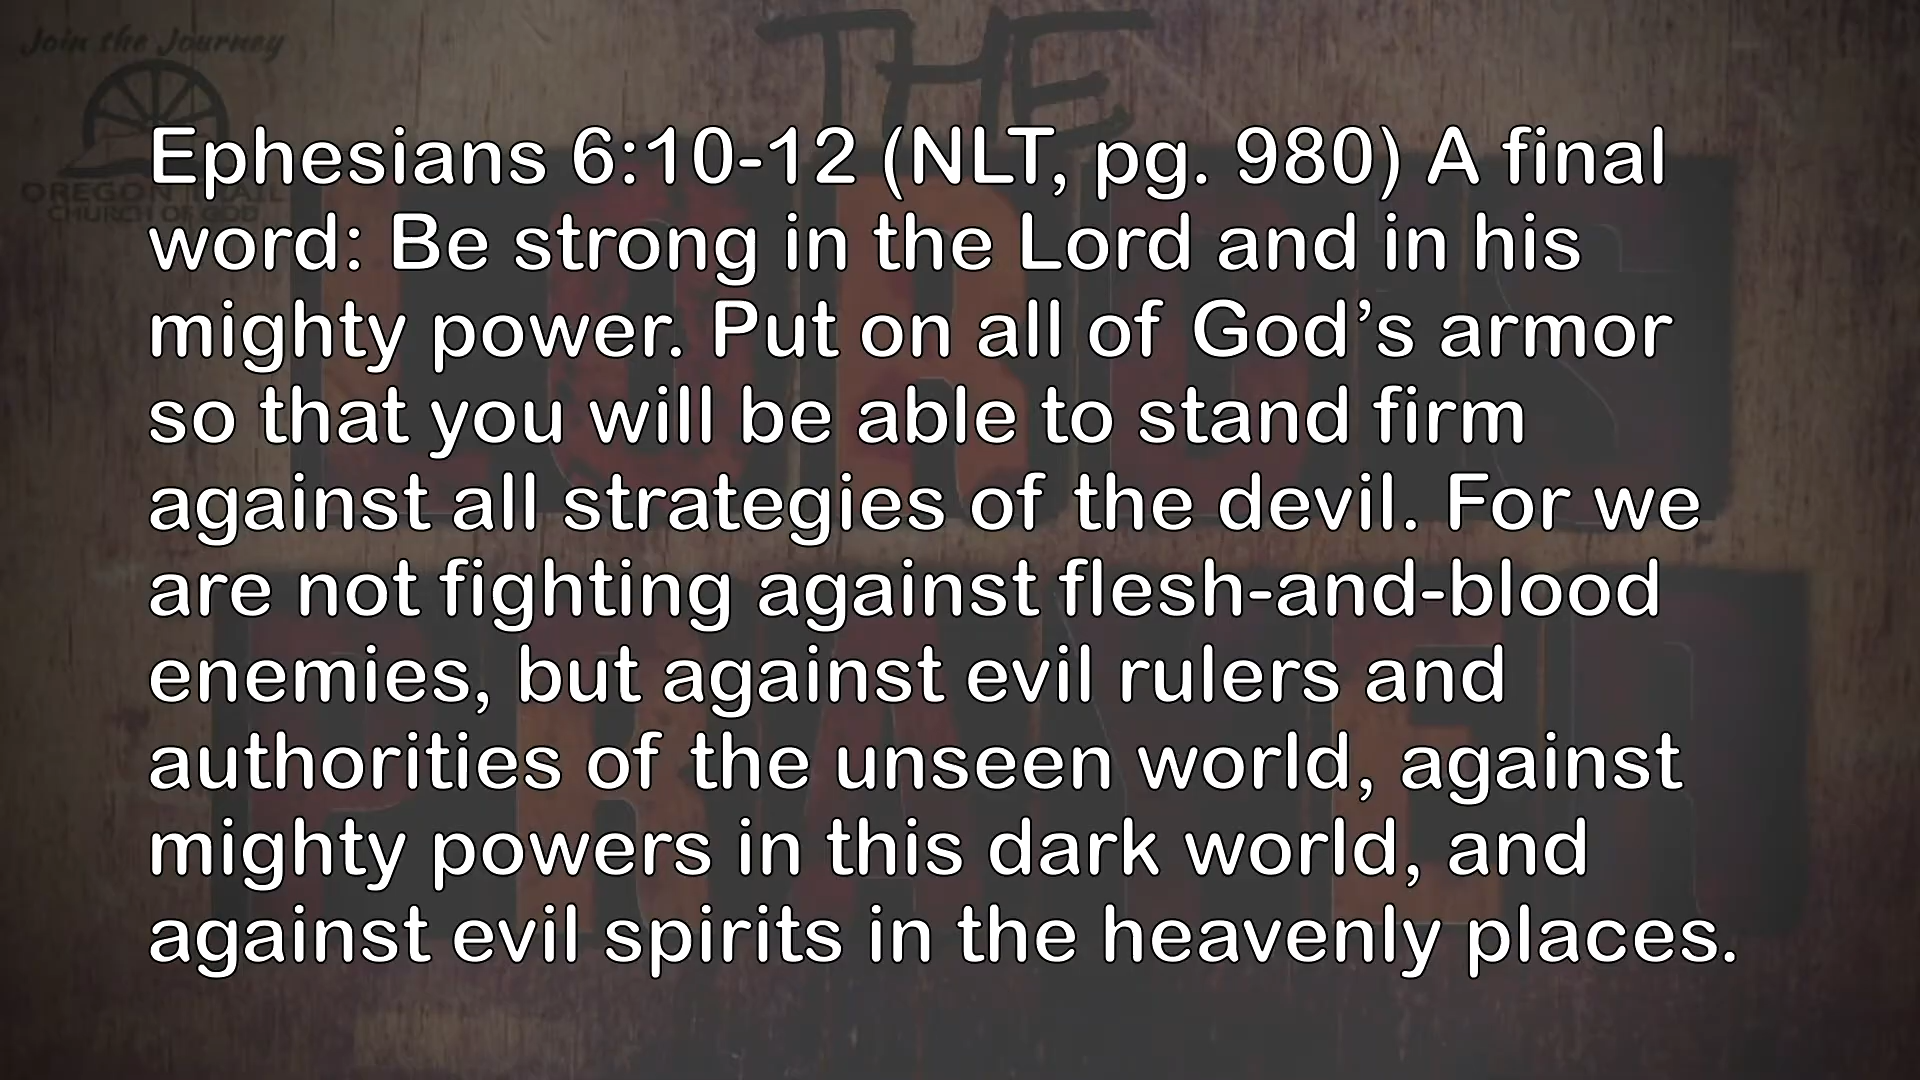 Join the Journey
OREGON TRAIL
CHURCH OF GOD
THE
LORD'S
PRAYER
Ephesians 6:10-12 (NLT, pg. 980) A final
word: Be strong in the Lord and in his
mighty power. Put on all of God’s armor
so that you will be able to stand firm
against all strategies of the devil. For we
are not fighting against flesh-and-blood
enemies, but against evil rulers and
authorities of the unseen world, against
mighty powers in this dark world, and
against evil spirits in the heavenly places.